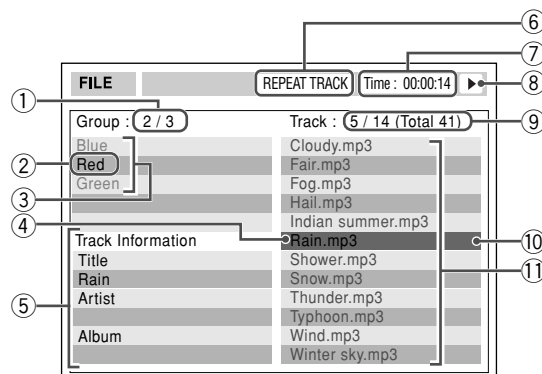 6
7
FILE REPEAT TRACK Time : 00:00:14 8
1
Group : 2 / 3 Track : 5 / 14 (Total 41) 9
Blue Cloudy.mp3
2 Red Fair.mp3
Green Fog.mp3
3 Hail.mp3
4 Indian summer.mp3
Track Information Rain.mp3 10
Title Shower.mp3 11
Rain Snow.mp3
5 Artist Thunder.mp3
Typhoon.mp3
Album Wind.mp3
Winter sky.mp3